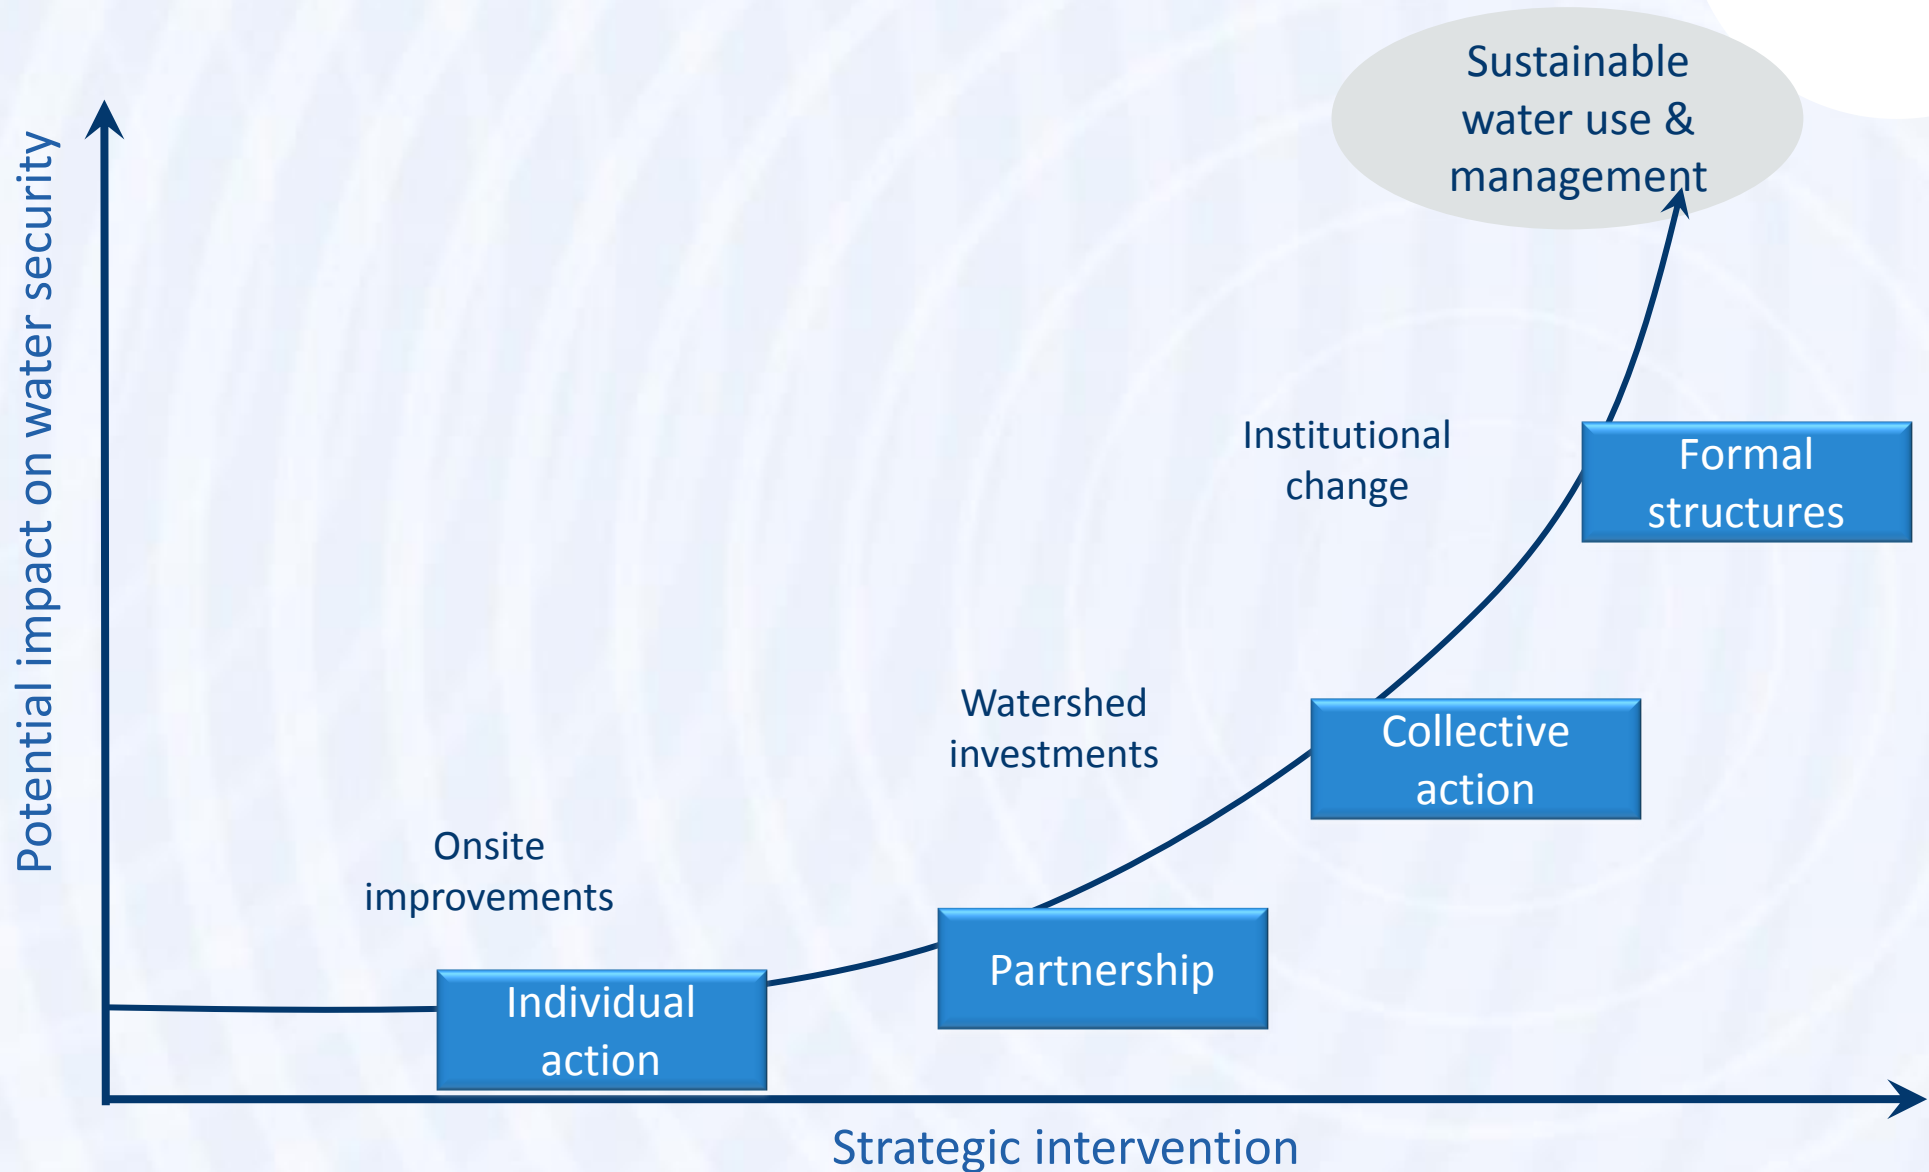 Sustainable
water use &
management
Potential impact on water security
Institutional
change
Formal
structures
Watershed
investments
Collective
action
Onsite
improvements
Partnership
Individual
action
Strategic intervention